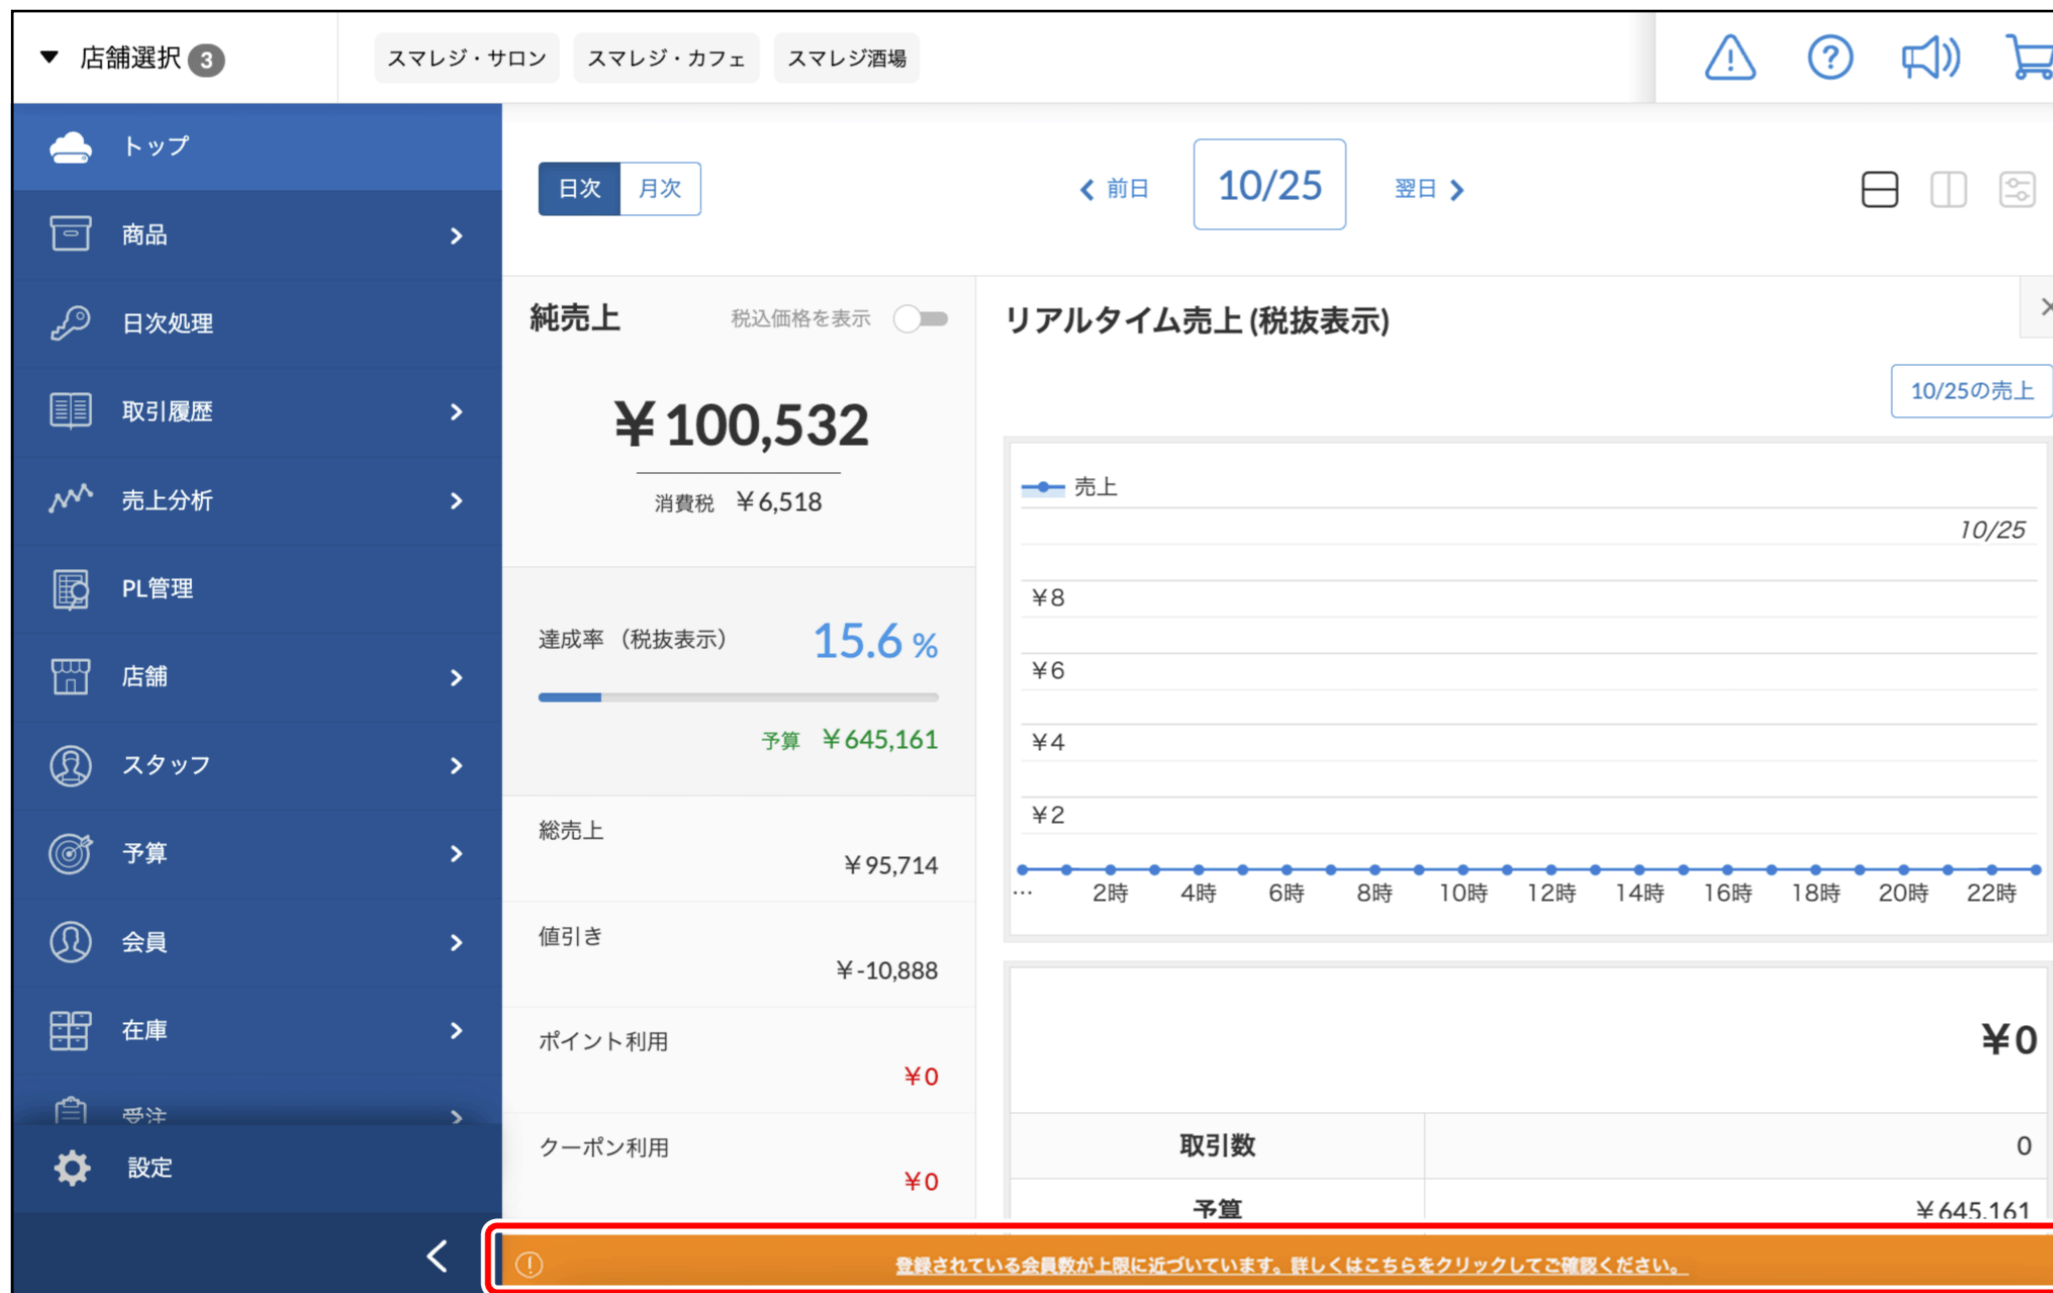 ▼ 店舗選択 3
スマレジ・サロン スマレジ・カフェ スマレジ酒場
トップ
商品
日次処理
取引履歴
売上分析
PL管理
店舗
スタッフ
予算
会員
在庫
受注
設定
日次 月次
前日 10/25 翌日
純売上 税込価格を表示
¥100,532
消費税 ¥6,518
達成率（税抜表示） 15.6 %
予算 ¥645,161
総売上
¥95,714
値引き
¥-10,888
ポイント利用
¥0
クーポン利用
¥0
リアルタイム売上(税抜表示)
10/25の売上
売上
10/25
¥8
¥6
¥4
¥2
… 2時 4時 6時 8時 10時 12時 14時 16時 18時 20時 22時
¥0
取引数 0
予算 ¥645,161
登録されている会員数が上限に近づいています。詳しくはこちらをクリックしてご確認ください。